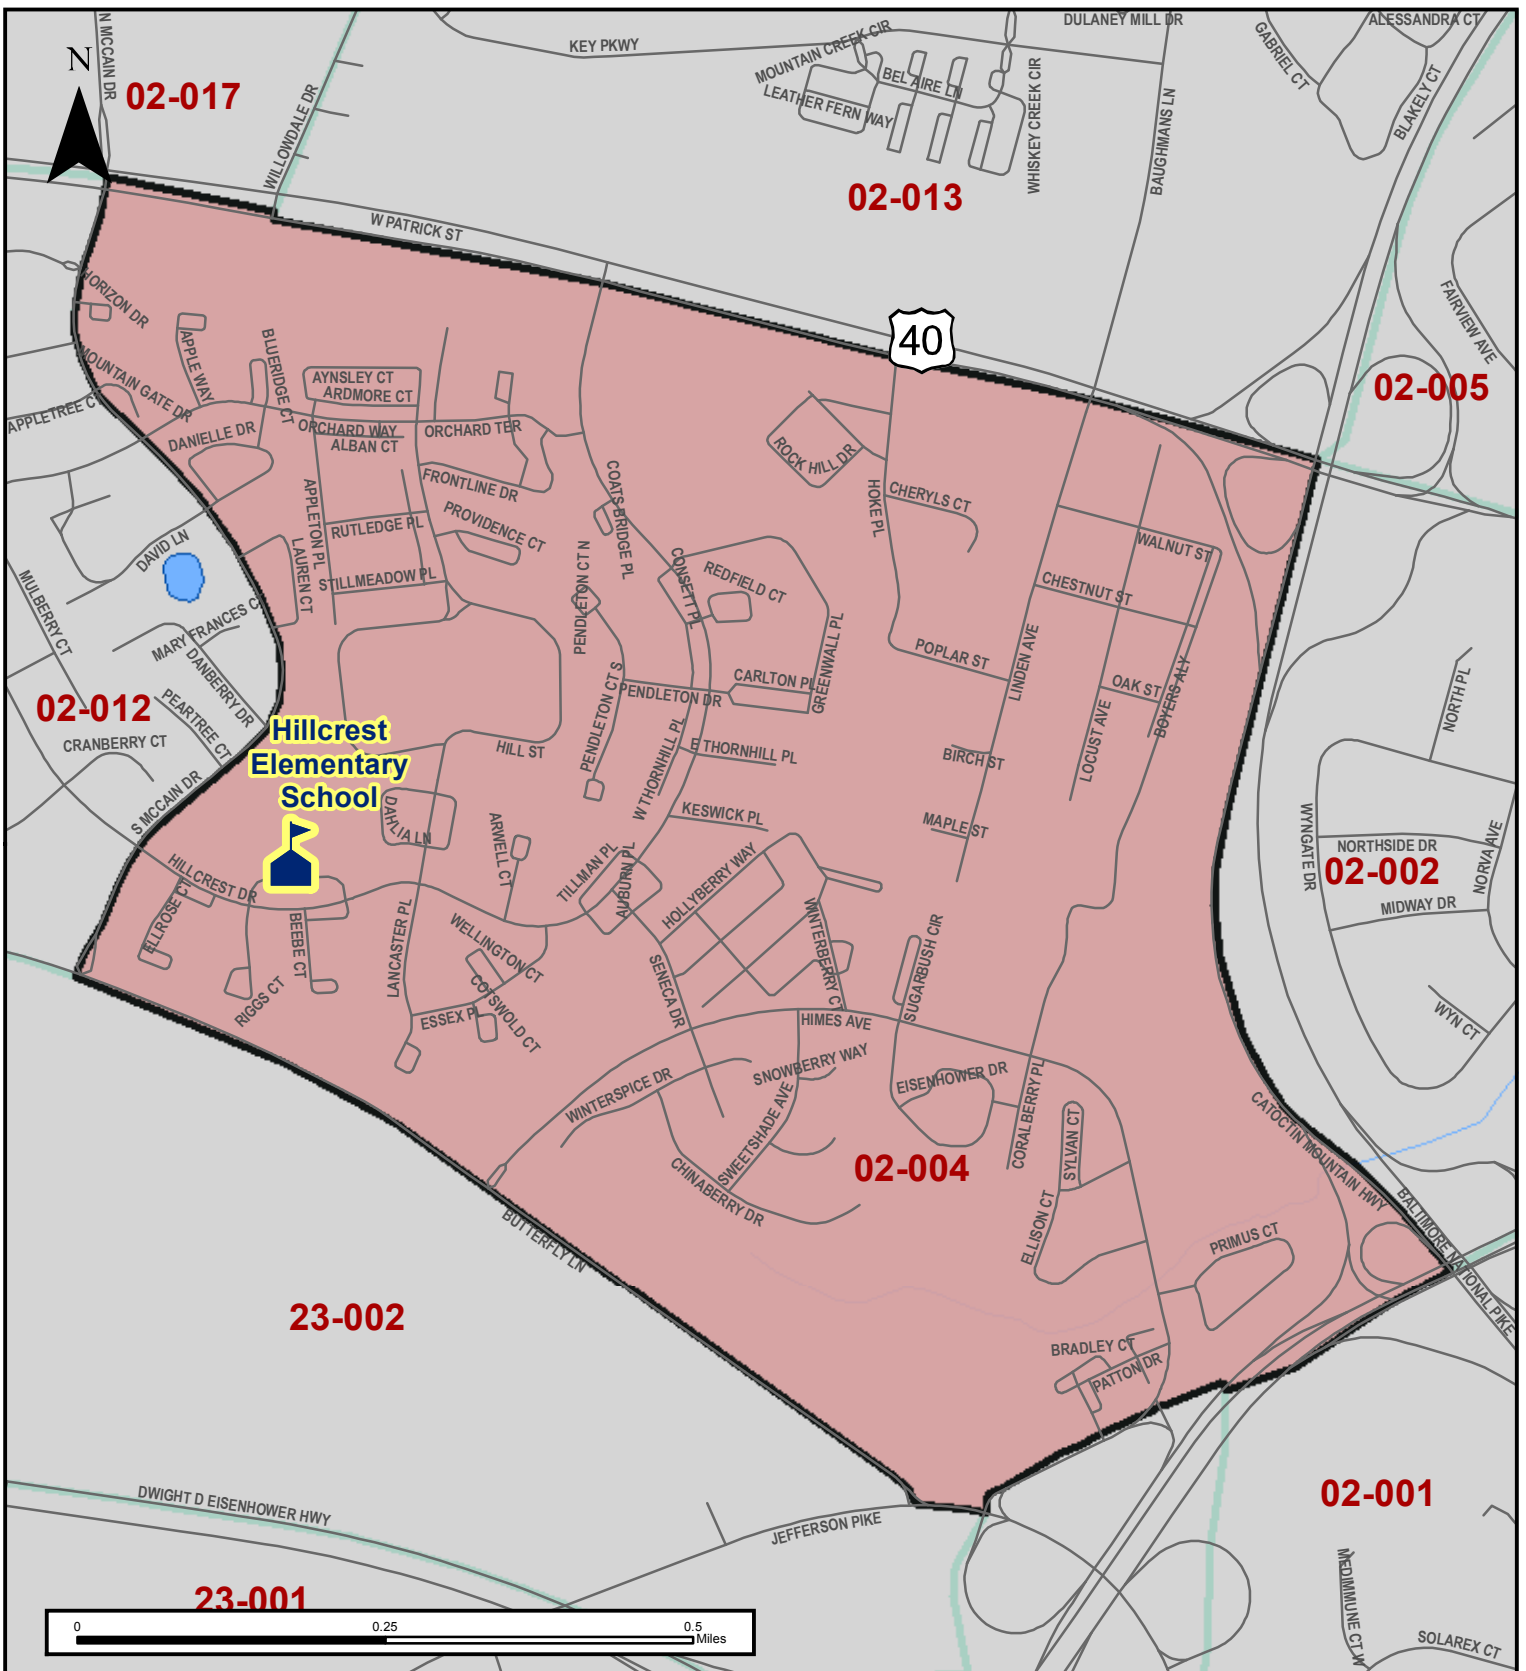 N MCCAIN DR
KEY PKWY
DULANEY MILL DR
ALESSANDRA CT
N
02-017
WILLOWDALE DR
MOUNTAIN CREEK CIR
BEL AIRE LN
LEATHER FERN WAY
WHISKEY CREEK CIR
BAUGHMANS LN
GABRIEL CT
BLAKELY CT
02-013
W PATRICK ST
HORIZON DR
40
FAIRVIEW AVE
02-005
MOUNTAIN GATE DR
APPLE WAY
BLUERIDGE CT
AYNSLEY CT
ARDMORE CT
APPLETREE CT
DANIELLE DR
ORCHARD WAY
ALBAN CT
ORCHARD TER
ROCK HILL DR
FRONTLINE DR
COATS BRIDGE PL
HOKE PL
CHERYLS CT
APPLETON PL
RUTLEDGE PL
PROVIDENCE CT
WALNUT ST
DAVID LN
LAUREN CT
STILLMEADOW PL
PENDLETON CT N
CONSETT PL
REDFIELD CT
CHESTNUT ST
MULBERRY CT
MARY FRANCES C
DANBERRY DR
GREENWALL PL
POPLAR ST
LINDEN AVE
02-012
PEARTREE CT
CRANBERRY CT
PENDLETON CT S
PENDLETON DR
CARLTON PL
OAK ST
BOYERS ALY
LOCUST AVE
NORTH PL
Hillcrest
Elementary
School
HILL ST
W THORNHILL PL
E THORNHILL PL
BIRCH ST
S MCCAIN DR
DAHLIA LN
ARWELL CT
KESWICK PL
MAPLE ST
WYNGATE DR
NORTHSIDE DR
02-002
NORVA AVE
MIDWAY DR
HILLCREST DR
ELLROSE CT
BEEBE CT
TILLMAN PL
AUBURN PL
HOLLYBERRY WAY
WINTERBERRY CT
SUGARBUSH CIR
LANCASTER PL
WELLINGTON CT
SENECA DR
RIGGS CT
COTSWOLD CT
ESSEX PL
HIMES AVE
WYN CT
SNOWBERRY WAY
EISENHOWER DR
WINTERSPICE DR
SWEETSHADE AVE
CORALBERRY PL
SYLVAN CT
CATOCTIN MOUNTAIN HWY
CHINABERRY DR
02-004
BUTTERFLY LN
ELLISON CT
PRIMUS CT
BALTIMORE NATIONAL PIKE
23-002
BRADLEY CT
PATTON DR
DWIGHT D EISENHOWER HWY
JEFFERSON PIKE
02-001
23-001
MEDIMMUNE CT W
SOLAREX CT
0 0.25 0.5
Miles